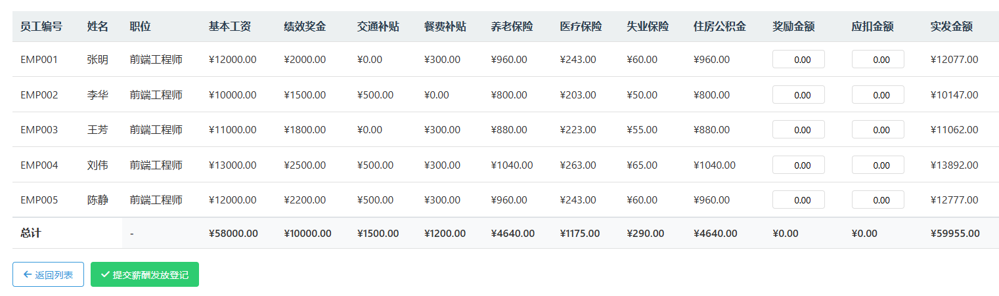 员工编号 姓名 职位 基本工资 绩效奖金 交通补贴 餐费补贴 养老保险 医疗保险 失业保险 住房公积金 奖励金额 应扣金额 实发金额
EMP001 张明 前端工程师 ¥12000.00 ¥2000.00 ¥0.00 ¥300.00 ¥960.00 ¥243.00 ¥60.00 ¥960.00 0.00 0.00 ¥12077.00
EMP002 李华 前端工程师 ¥10000.00 ¥1500.00 ¥500.00 ¥0.00 ¥800.00 ¥203.00 ¥50.00 ¥800.00 0.00 0.00 ¥10147.00
EMP003 王芳 前端工程师 ¥11000.00 ¥1800.00 ¥0.00 ¥300.00 ¥880.00 ¥223.00 ¥55.00 ¥880.00 0.00 0.00 ¥11062.00
EMP004 刘伟 前端工程师 ¥13000.00 ¥2500.00 ¥500.00 ¥300.00 ¥1040.00 ¥263.00 ¥65.00 ¥1040.00 0.00 0.00 ¥13892.00
EMP005 陈静 前端工程师 ¥12000.00 ¥2200.00 ¥500.00 ¥300.00 ¥960.00 ¥243.00 ¥60.00 ¥960.00 0.00 0.00 ¥12777.00
总计 - ¥58000.00 ¥10000.00 ¥1500.00 ¥1200.00 ¥4640.00 ¥1175.00 ¥290.00 ¥4640.00 ¥0.00 ¥0.00 ¥59955.00
返回列表 提交薪酬发放登记